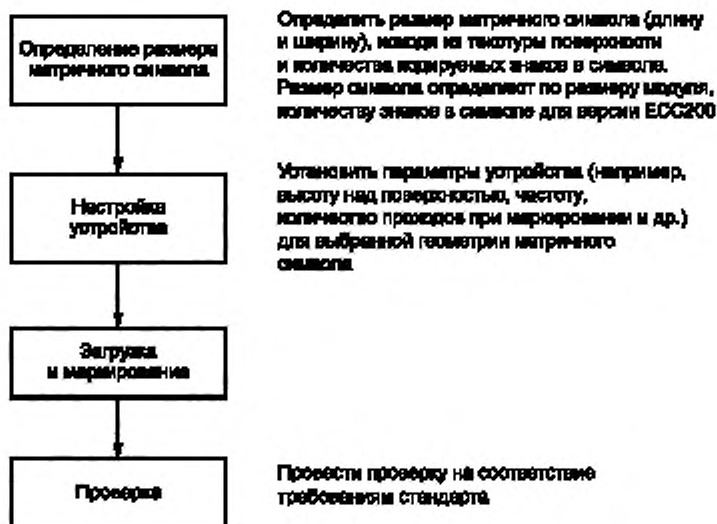 Определение размера
матричного символа
Определить размер матричного символа (длину
и ширину), исходя из текстуры поверхности
и количества кодируемых знаков в символе.
Размер символа определяют по размеру модуля,
количеству знаков в символе для версии ECC200
Настройка
устройства
Установить параметры устройства (например,
высоту над поверхностью, частоту,
количество проходов при маркировании и др.)
для выбранной геометрии матричного
символа
Загрузка
и маркирование
Проверка
Провести проверку на соответствие
требованиям стандарта